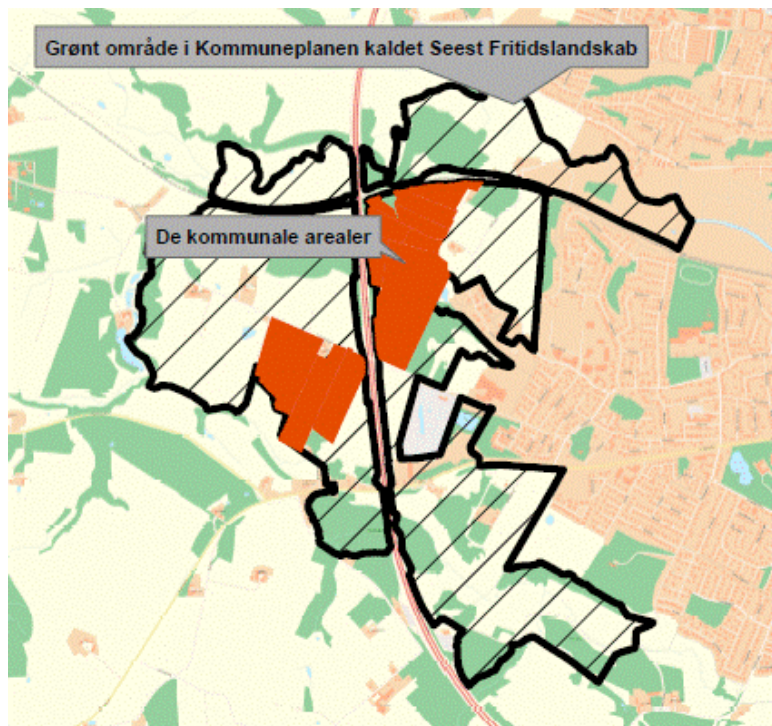 Grønt område i Kommuneplanen kaldet Seest Fritidslandskab
De kommunale arealer